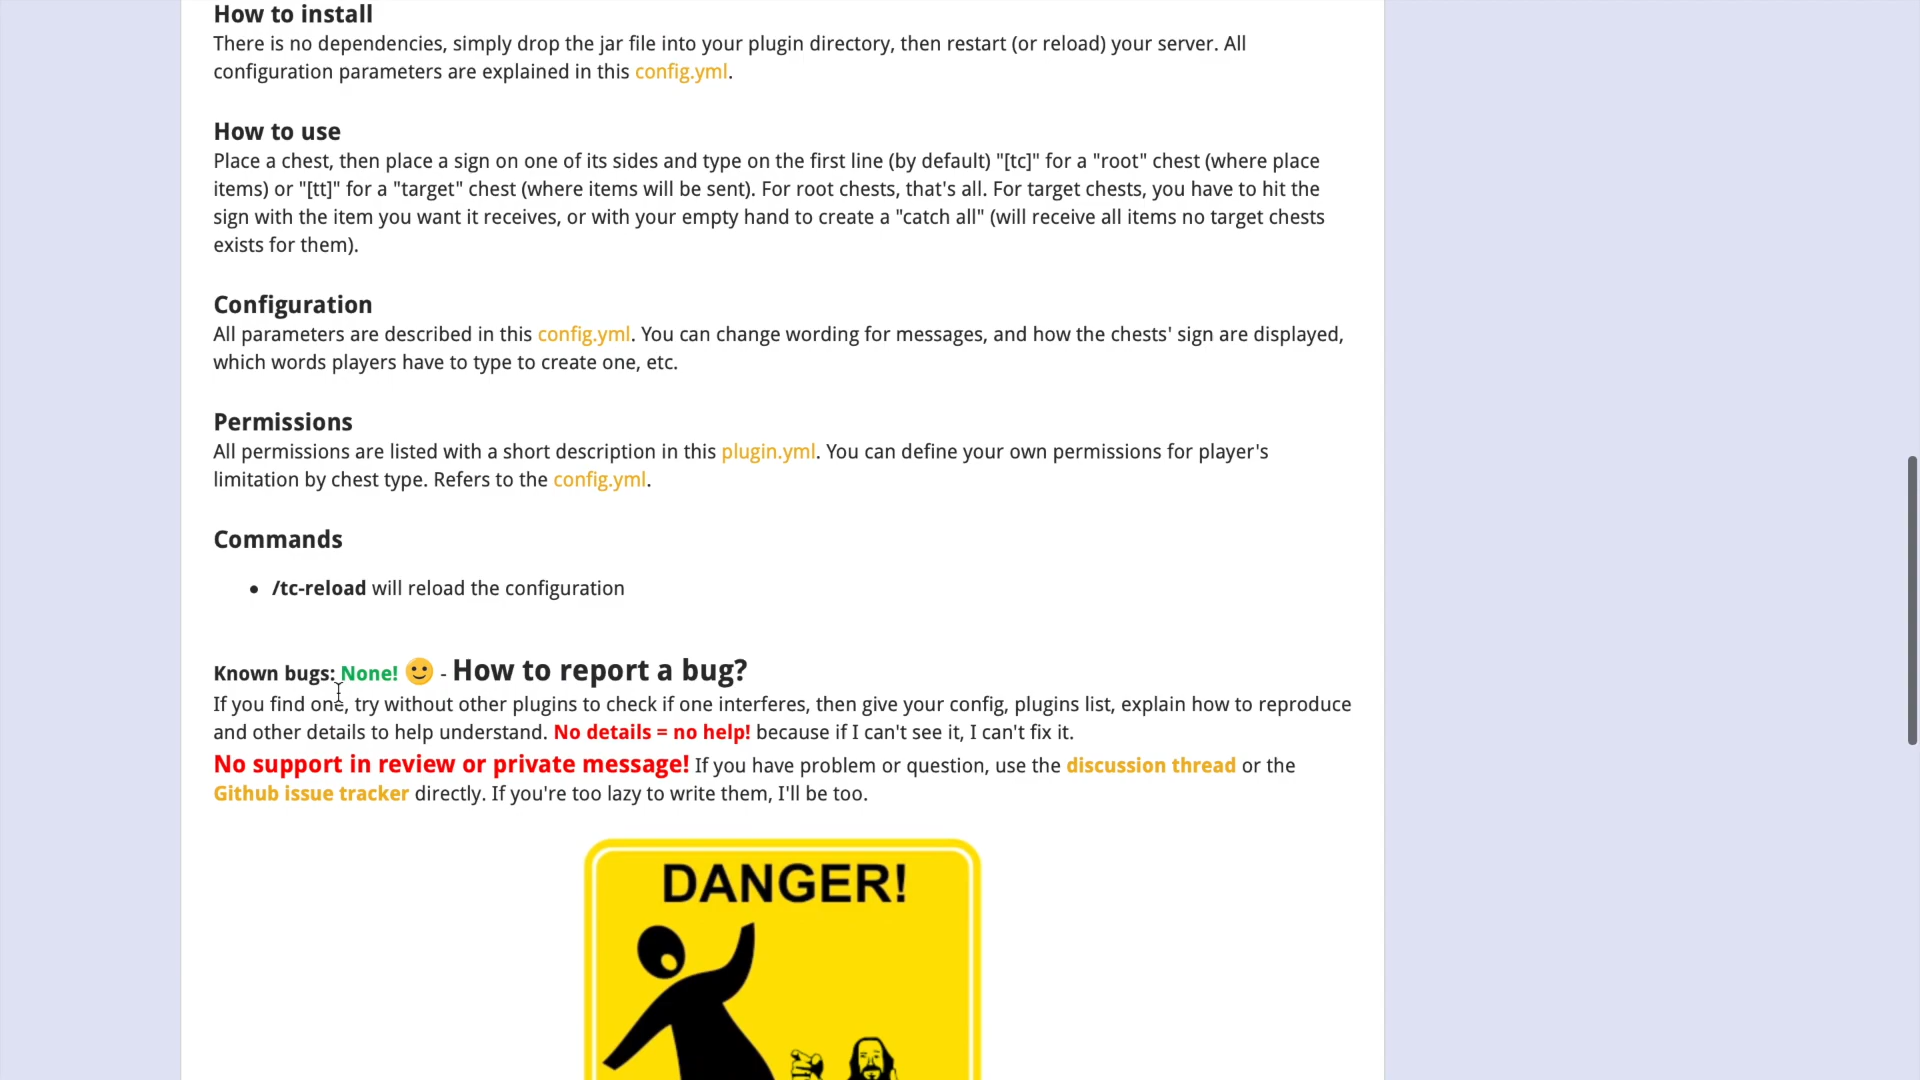 How to install
There is no dependencies, simply drop the jar file into your plugin directory, then restart (or reload) your server. All
configuration parameters are explained in this config.yml.
How to use
Place a chest, then place a sign on one of its sides and type on the first line (by default) "[tc]" for a "root" chest (where place
items) or "[tt]" for a "target" chest (where items will be sent). For root chests, that's all. For target chests, you have to hit the
sign with the item you want it receives, or with your empty hand to create a "catch all" (will receive all items no target chests
exists for them).
Configuration
All parameters are described in this config.yml. You can change wording for messages, and how the chests' sign are displayed,
which words players have to type to create one, etc.
Permissions
All permissions are listed with a short description in this plugin.yml. You can define your own permissions for player's
limitation by chest type. Refers to the config.yml.
Commands
• /tc-reload will reload the configuration
Known bugs: None! 🙂 - How to report a bug?
If you find one, try without other plugins to check if one interferes, then give your config, plugins list, explain how to reproduce
and other details to help understand. No details = no help! because if I can't see it, I can't fix it.
No support in review or private message! If you have problem or question, use the discussion thread or the
Github issue tracker directly. If you're too lazy to write them, I'll be too.
DANGER!